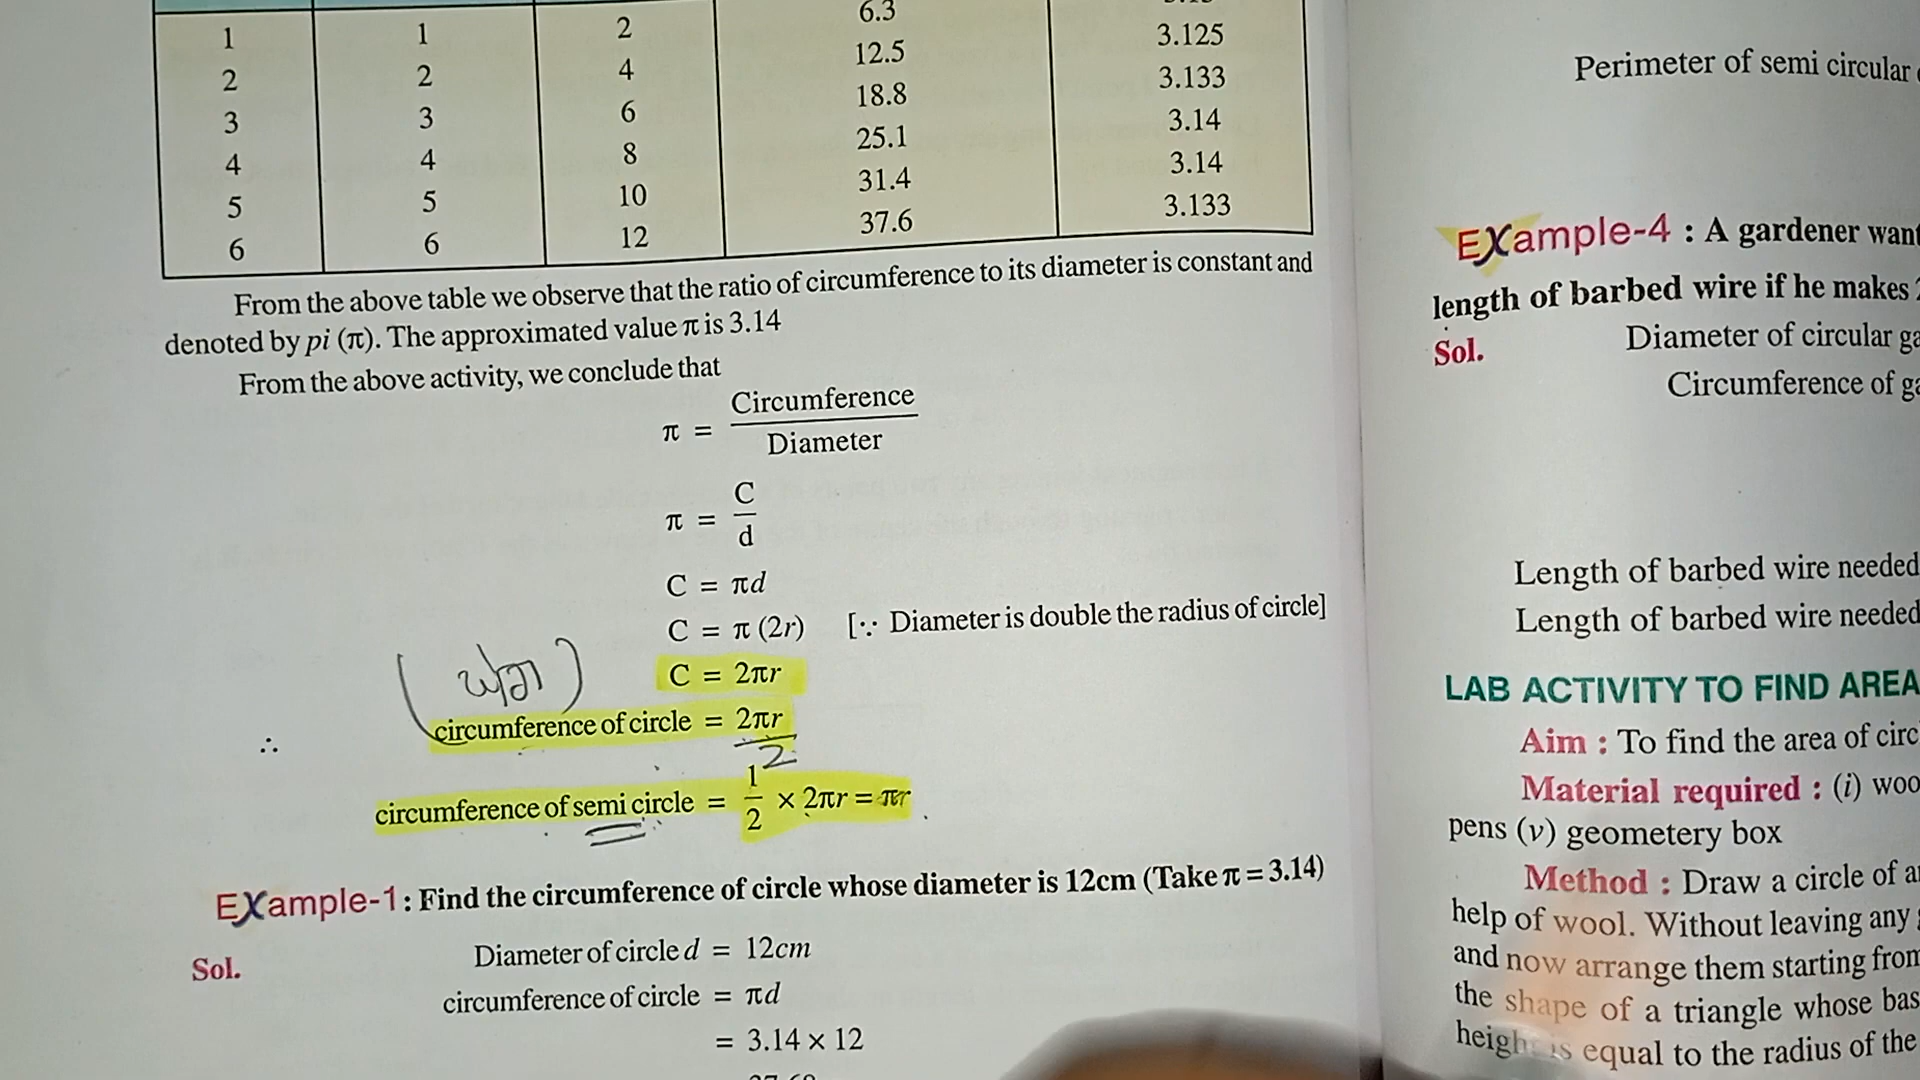 6.3
1 1 2 12.5 3.125
2 2 4 18.8 3.133
3 3 6 25.1 3.14
4 4 8 31.4 3.14
5 5 10 37.6 3.133
6 6 12
From the above table we observe that the ratio of circumference to its diameter is constant and
denoted by pi (π). The approximated value π is 3.14
From the above activity, we conclude that
π = Circumference / Diameter
π = C / d
C = πd
C = π (2r) [∵ Diameter is double the radius of circle]
C = 2πr
∴ circumference of circle = 2πr
2
circumference of semi circle = 1/2 × 2πr = πr
Example-1 : Find the circumference of circle whose diameter is 12cm (Take π = 3.14)
Sol. Diameter of circle d = 12cm
circumference of circle = πd
= 3.14 × 12
Perimeter of semi circular
Example-4 : A gardener want
length of barbed wire if he makes
Sol. Diameter of circular ga
Circumference of ga
Length of barbed wire needed
Length of barbed wire needed
LAB ACTIVITY TO FIND AREA
Aim : To find the area of circ
Material required : (i) woo
pens (v) geometery box
Method : Draw a circle of a
help of wool. Without leaving any
and now arrange them starting from
the shape of a triangle whose bas
height is equal to the radius of the